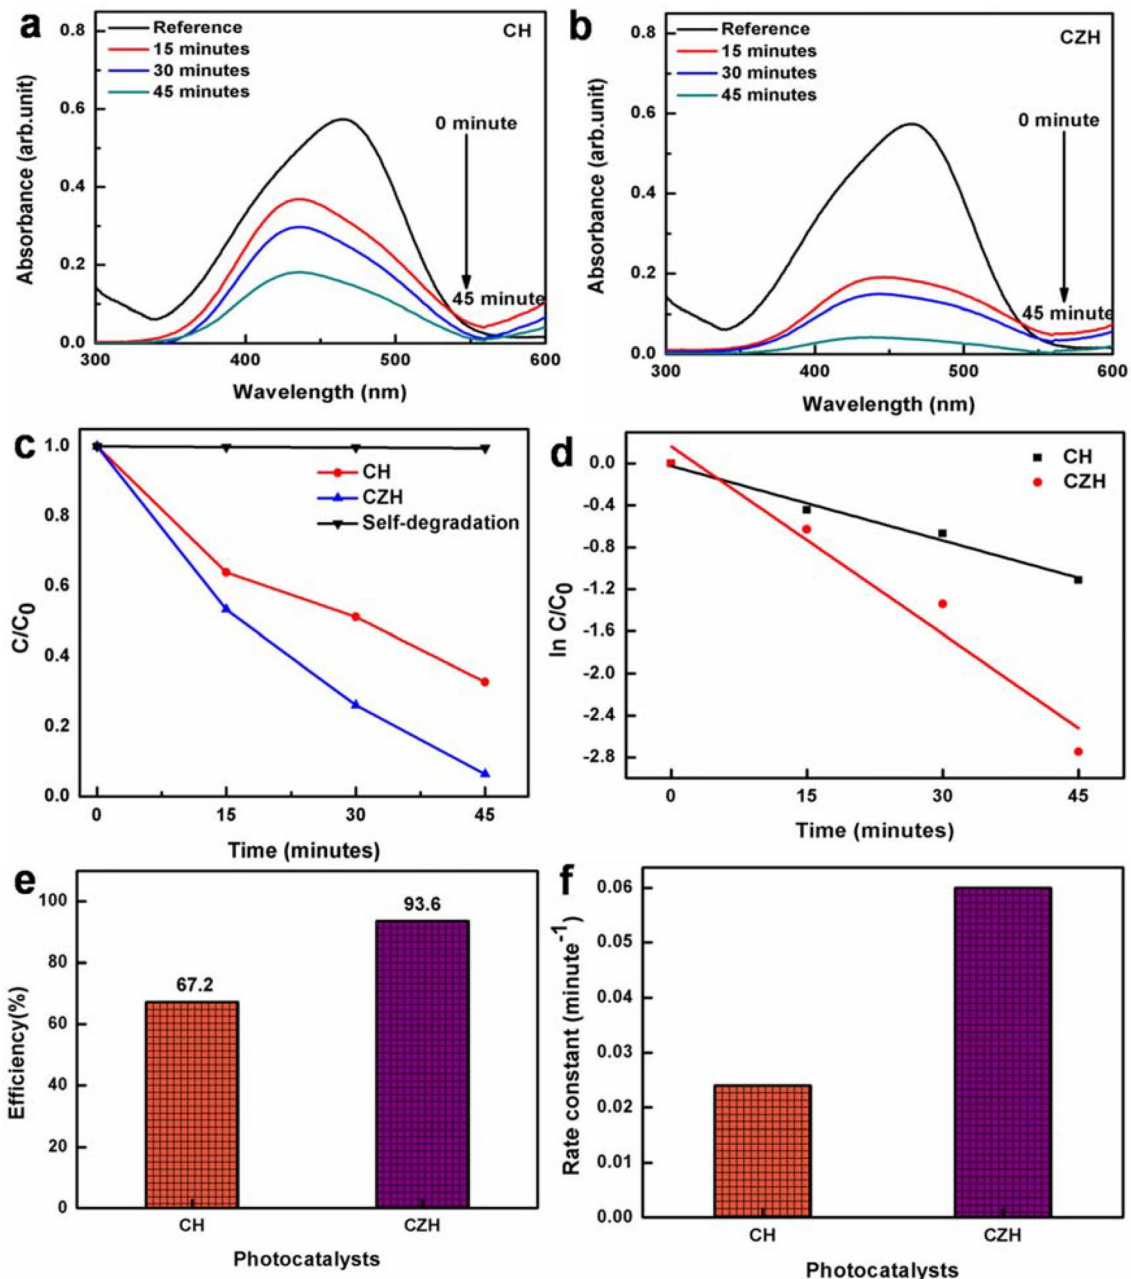 a
Reference
15 minutes
30 minutes
45 minutes
CH
0 minute
45 minute
0.8
0.6
0.4
0.2
0.0
300 400 500 600
Absorbance (arb.unit)
Wavelength (nm)
b
Reference
15 minutes
30 minutes
45 minutes
CZH
0 minute
45 minute
0.8
0.6
0.4
0.2
0.0
300 400 500 600
Absorbance (arb.unit)
Wavelength (nm)
c
CH
CZH
Self-degradation
1.0
0.8
0.6
0.4
0.2
0.0
0 15 30 45
C/C0
Time (minutes)
d
CH
CZH
0.0
-0.4
-0.8
-1.2
-1.6
-2.0
-2.4
-2.8
0 15 30 45
ln C/C0
Time (minutes)
e
67.2
93.6
100
80
60
40
20
0
CH CZH
Efficiency(%)
Photocatalysts
f
0.06
0.05
0.04
0.03
0.02
0.01
0.00
CH CZH
Rate constant (minute-1)
Photocatalysts